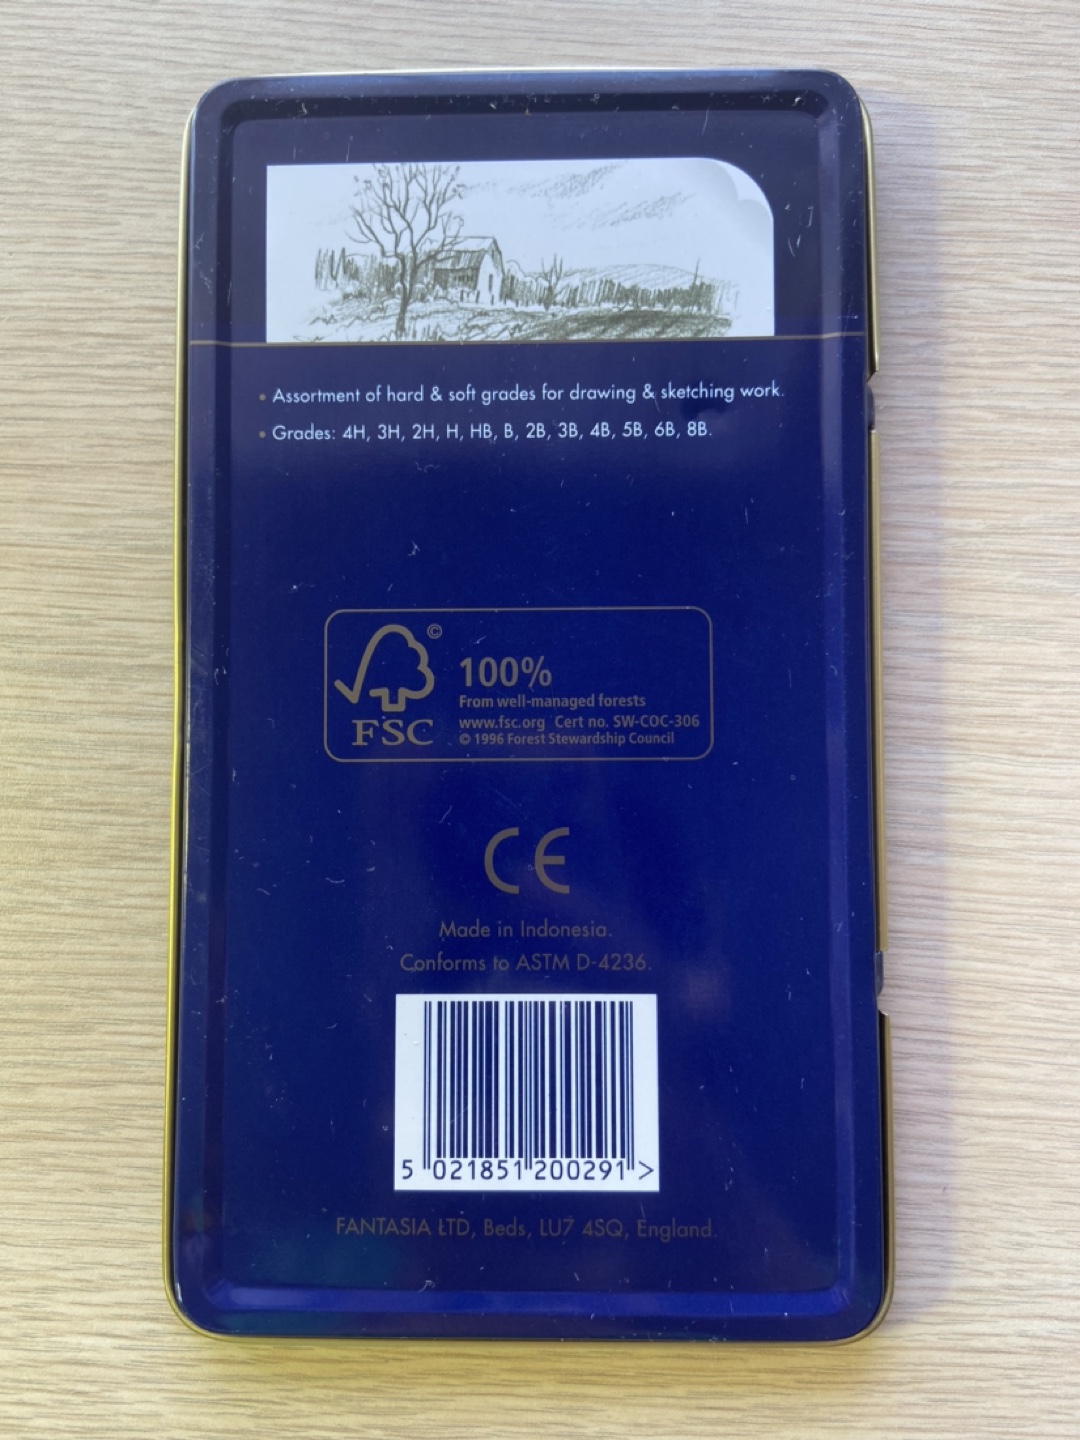 • Assortment of hard & soft grades for drawing & sketching work.
• Grades: 4H, 3H, 2H, H, HB, B, 2B, 3B, 4B, 5B, 6B, 8B.
©
FSC
100%
From well-managed forests
www.fsc.org Cert no. SW-COC-306
© 1996 Forest Stewardship Council
CE
Made in Indonesia.
Conforms to ASTM D-4236.
5 021851 200291 >
FANTASIA LTD, Beds, LU7 4SQ, England.